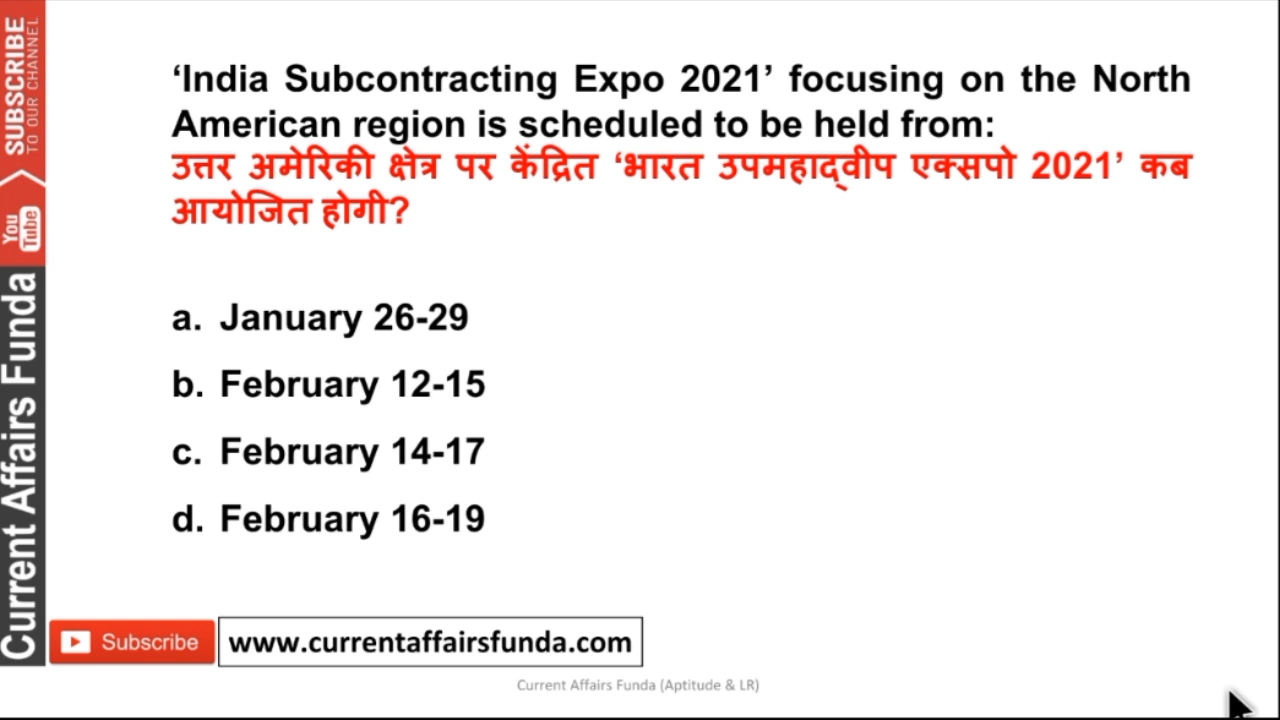 ‘India Subcontracting Expo 2021’ focusing on the North
American region is scheduled to be held from:
उत्तर अमेरिकी क्षेत्र पर केंद्रित ‘भारत उपमहाद्वीप एक्सपो 2021’ कब
आयोजित होगी?
a. January 26-29
b. February 12-15
c. February 14-17
d. February 16-19
Subscribe
www.currentaffairsfunda.com
Current Affairs Funda (Aptitude & LR)
SUBSCRIBE
TO OUR CHANNEL
You
Tube
Current Affairs Funda